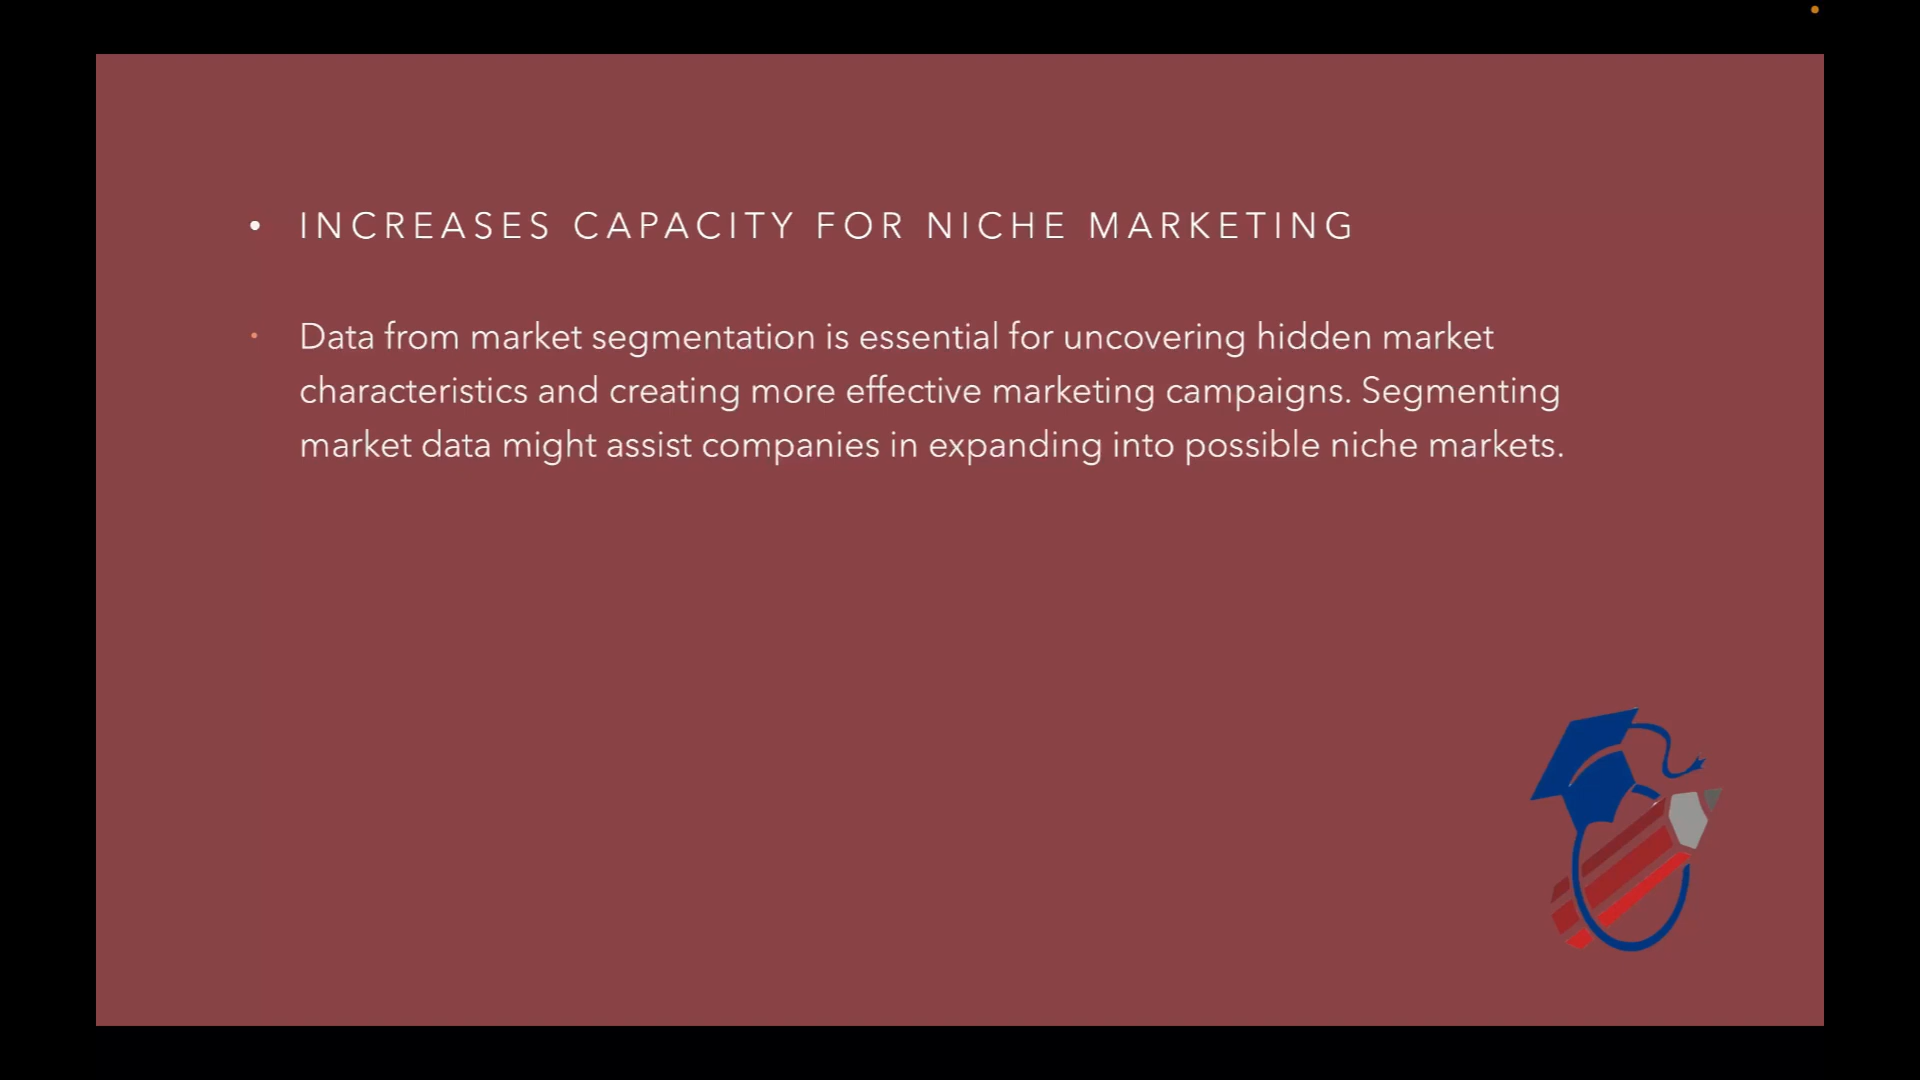 • INCREASES CAPACITY FOR NICHE MARKETING
• Data from market segmentation is essential for uncovering hidden market
characteristics and creating more effective marketing campaigns. Segmenting
market data might assist companies in expanding into possible niche markets.